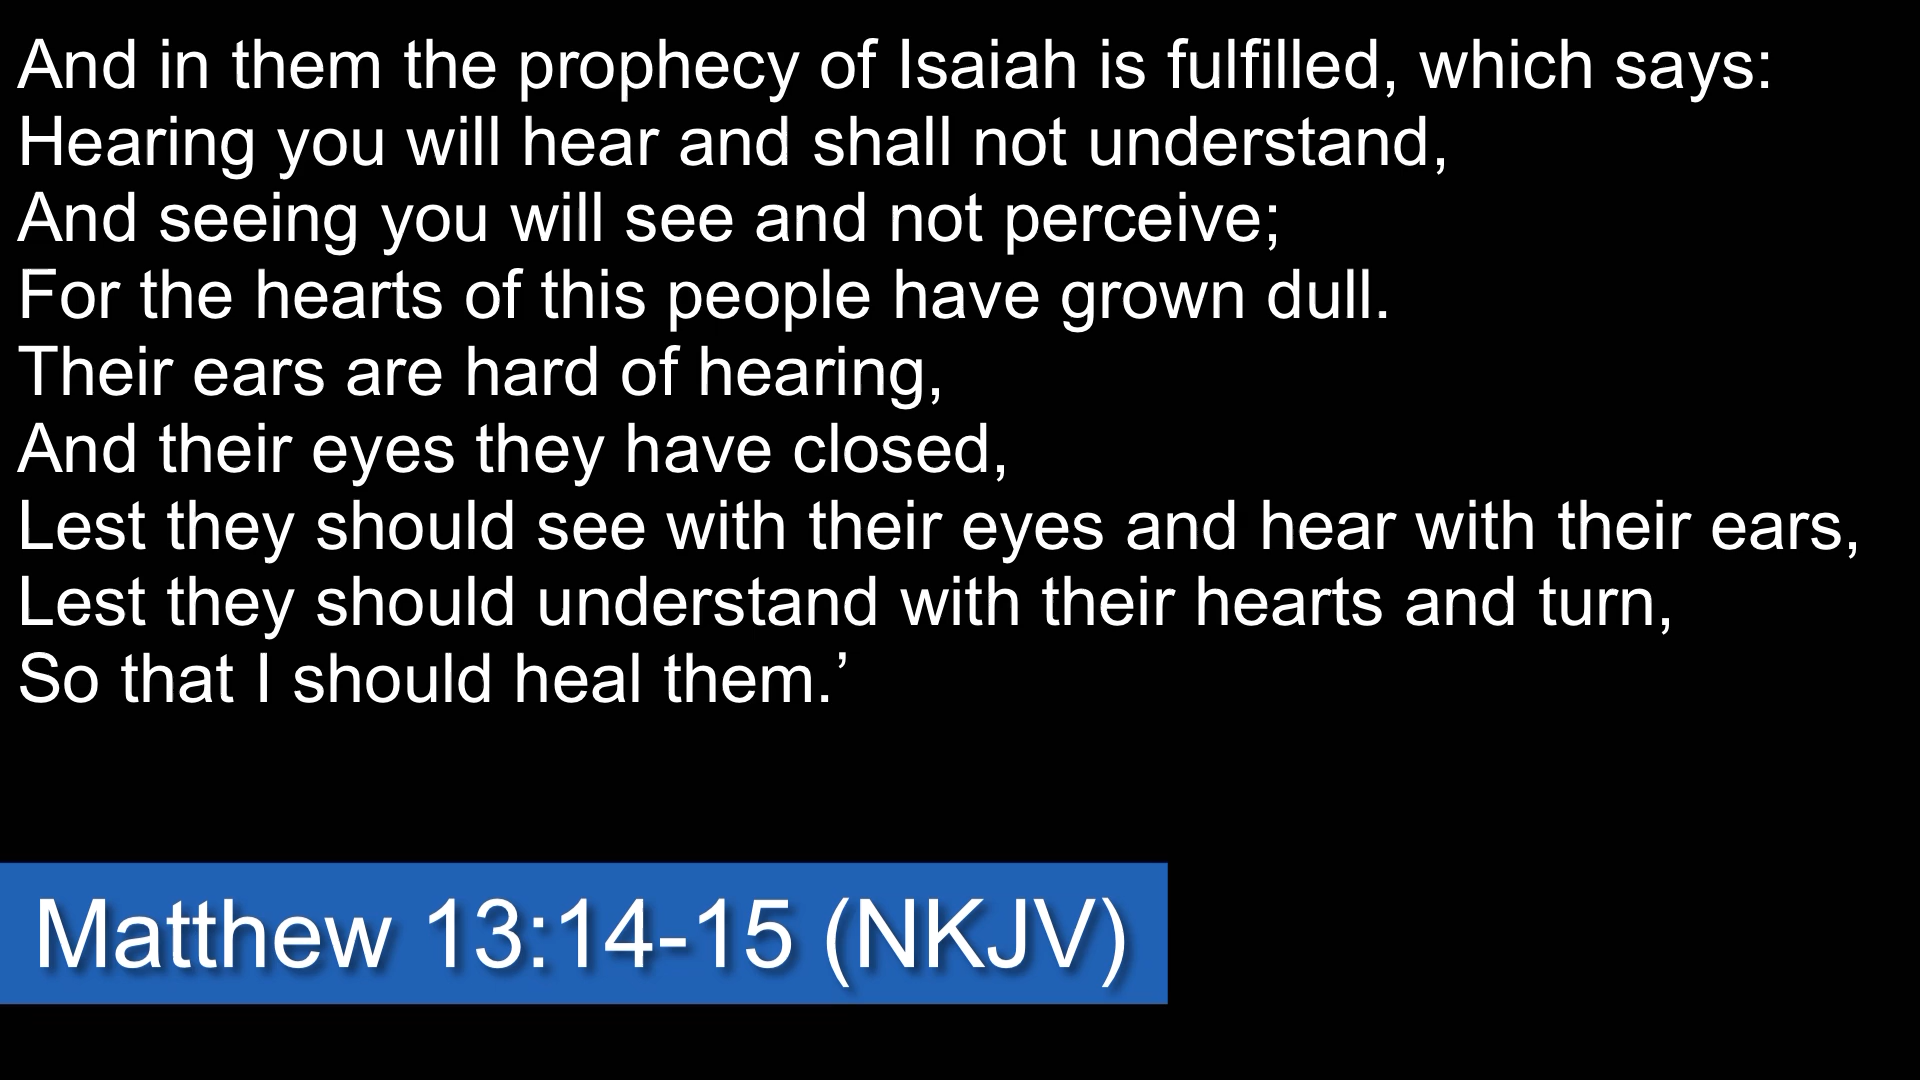 And in them the prophecy of Isaiah is fulfilled, which says:
Hearing you will hear and shall not understand,
And seeing you will see and not perceive;
For the hearts of this people have grown dull.
Their ears are hard of hearing,
And their eyes they have closed,
Lest they should see with their eyes and hear with their ears,
Lest they should understand with their hearts and turn,
So that I should heal them.’
Matthew 13:14-15 (NKJV)